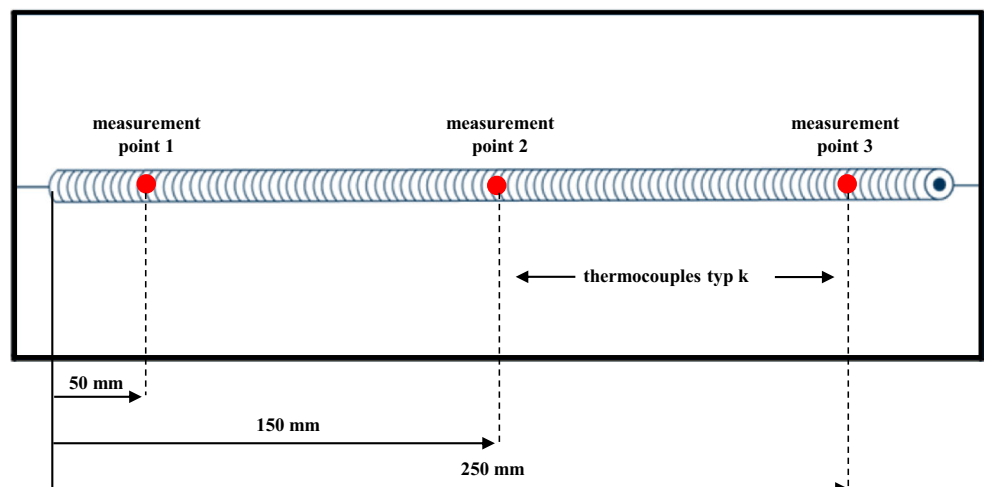 measurement
point 1
measurement
point 2
measurement
point 3
thermocouples typ k
50 mm
150 mm
250 mm